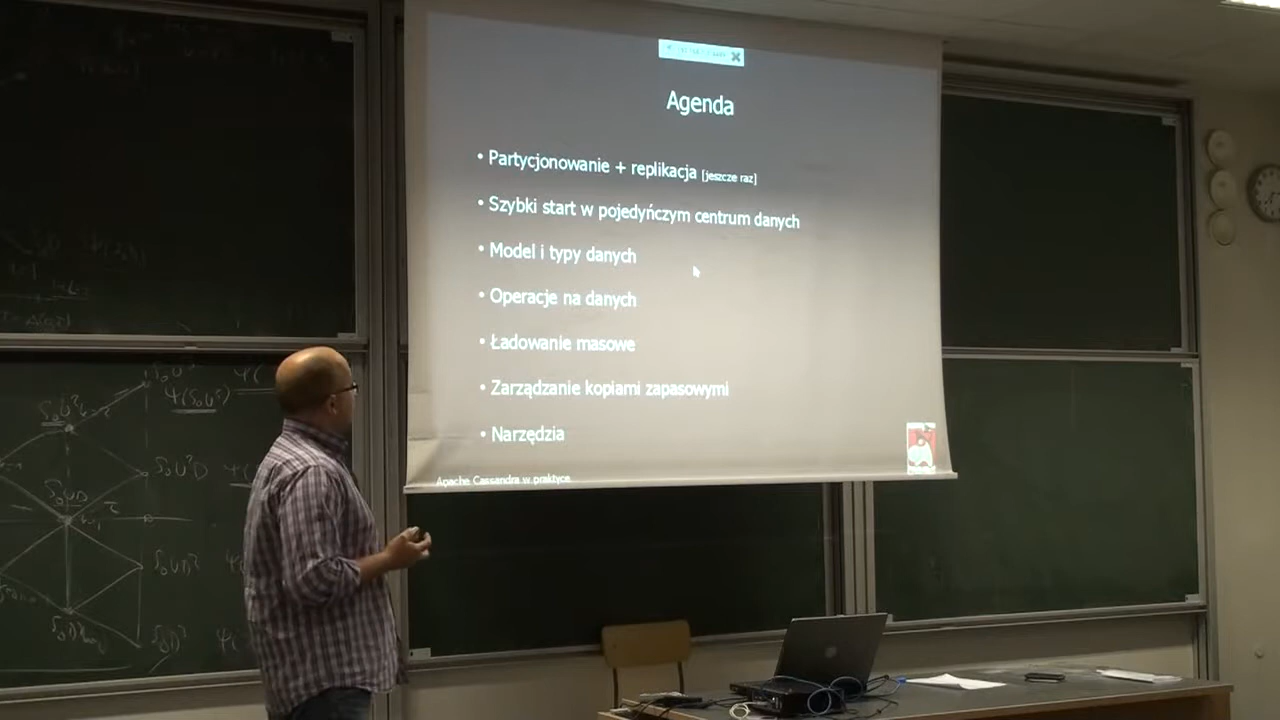 Agenda
• Partycjonowanie + replikacja [jeszcze raz]
• Szybki start w pojedyńczym centrum danych
• Model i typy danych
• Operacje na danych
• Ładowanie masowe
• Zarządzanie kopiami zapasowymi
• Narzędzia
Apache Cassandra w praktyce